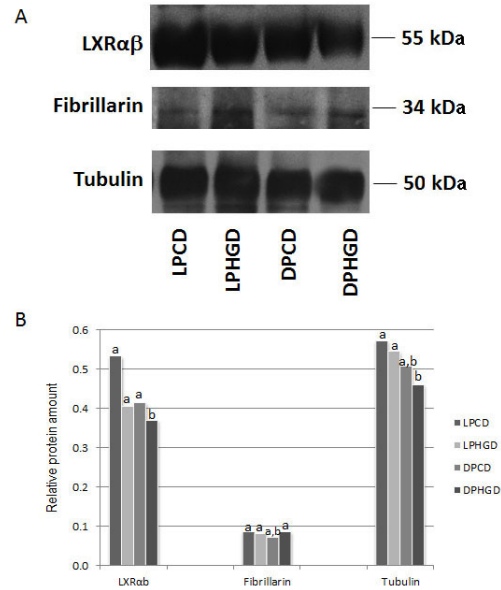 A
LXRαβ
55 kDa
Fibrillarin
34 kDa
Tubulin
50 kDa
LPCD
LPHGD
DPCD
DPHGD
B
Relative protein amount
0.6
0.5
0.4
0.3
0.2
0.1
0.0
a
a
a
b
a
a
a,b
a
a
a
a,b
b
LXRαb
Fibrillarin
Tubulin
LPCD
LPHGD
DPCD
DPHGD